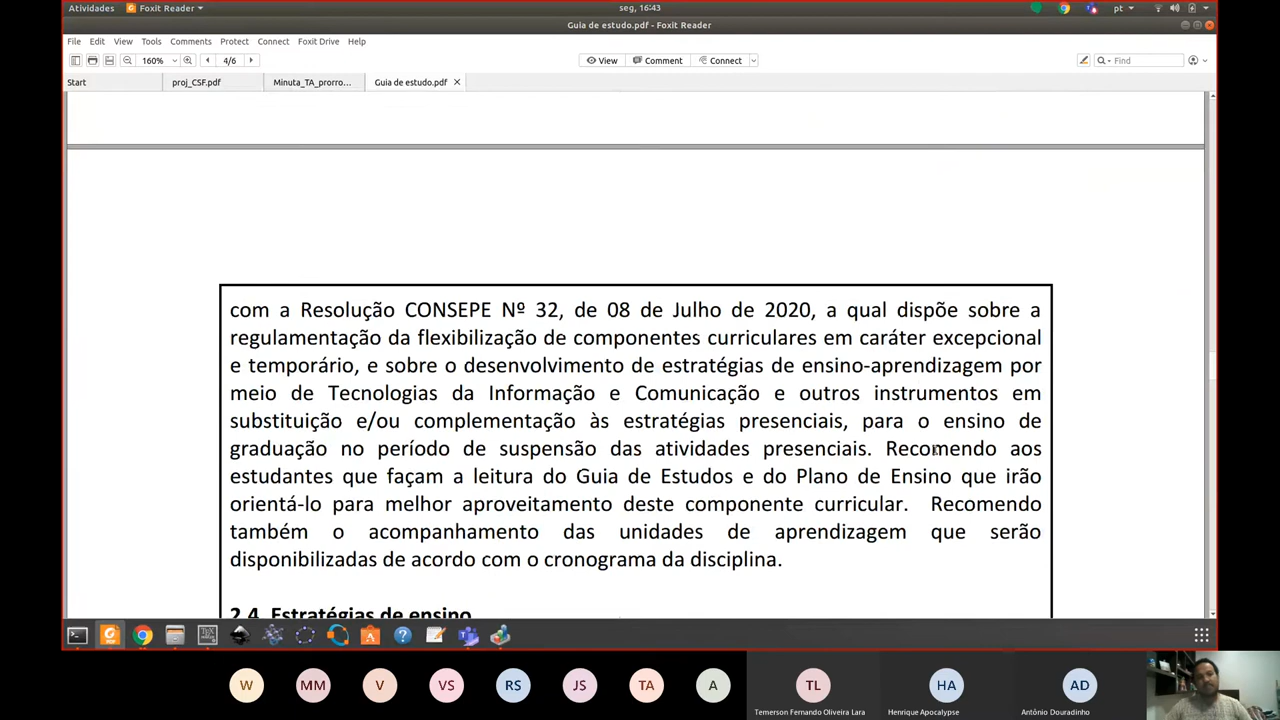 Atividades Foxit Reader seg, 16:43 pt
Guia de estudo.pdf - Foxit Reader
File Edit View Tools Comments Protect Connect Foxit Drive Help
160% 4/6 View Comment Connect Find
Start proj_CSF.pdf Minuta_TA_prorro... Guia de estudo.pdf
com a Resolução CONSEPE Nº 32, de 08 de Julho de 2020, a qual dispõe sobre a
regulamentação da flexibilização de componentes curriculares em caráter excepcional
e temporário, e sobre o desenvolvimento de estratégias de ensino-aprendizagem por
meio de Tecnologias da Informação e Comunicação e outros instrumentos em
substituição e/ou complementação às estratégias presenciais, para o ensino de
graduação no período de suspensão das atividades presenciais. Recomendo aos
estudantes que façam a leitura do Guia de Estudos e do Plano de Ensino que irão
orientá-lo para melhor aproveitamento deste componente curricular. Recomendo
também o acompanhamento das unidades de aprendizagem que serão
disponibilizadas de acordo com o cronograma da disciplina.
2.4. Estratégias de ensino
W MM V VS RS JS TA A TL HA AD
Temerson Fernando Oliveira Lara Henrique Apocalypse Antônio Douradinho